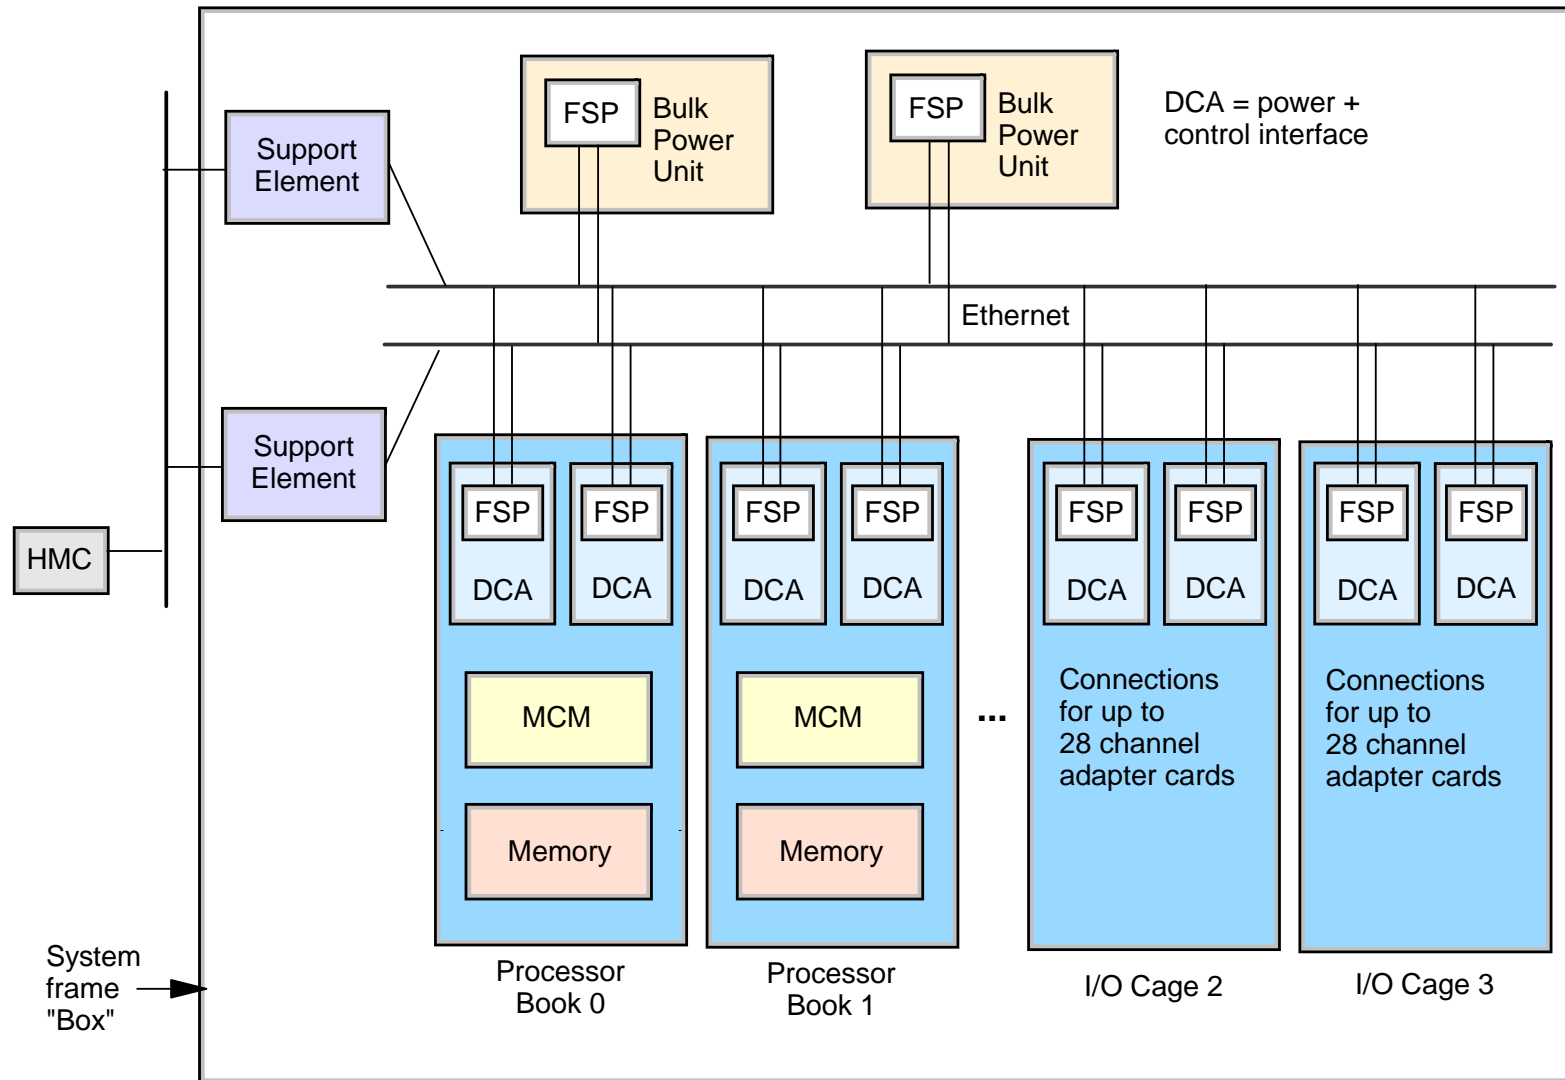 FSP
Bulk
Power
Unit
FSP
Bulk
Power
Unit
DCA = power +
control interface
Support
Element
Ethernet
Support
Element
HMC
FSP
DCA
FSP
DCA
MCM
Memory
FSP
DCA
FSP
DCA
MCM
Memory
...
FSP
DCA
FSP
DCA
Connections
for up to
28 channel
adapter cards
FSP
DCA
FSP
DCA
Connections
for up to
28 channel
adapter cards
System
frame
"Box"
Processor
Book 0
Processor
Book 1
I/O Cage 2
I/O Cage 3